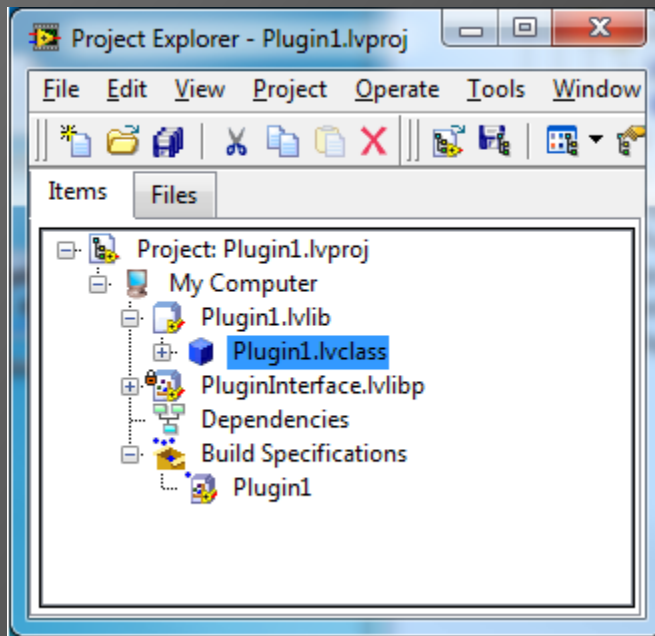 Project Explorer - Plugin1.lvproj
File Edit View Project Operate Tools Window
Items Files
Project: Plugin1.lvproj
My Computer
Plugin1.lvlib
Plugin1.lvclass
PluginInterface.lvlibp
Dependencies
Build Specifications
Plugin1